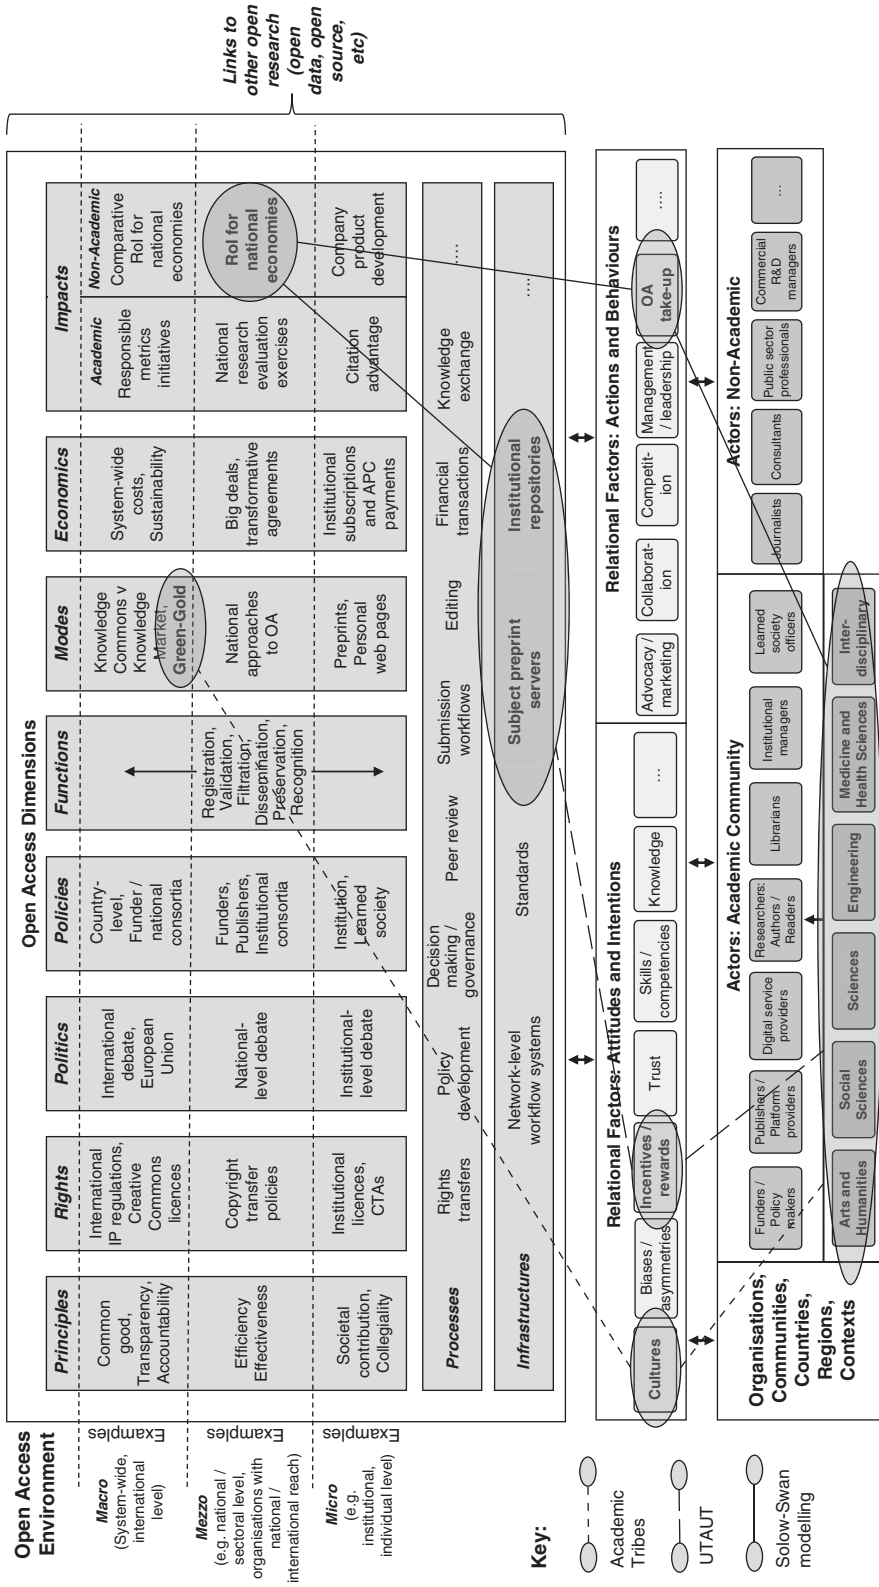 Open Access
Environment
Open Access Dimensions
Links to
other open
research
(open
data, open
source,
etc)
Macro
(System-wide,
international
level)
Examples
Mezzo
(e.g. national /
sectoral level,
organisations with
national /
international reach)
Examples
Micro
(e.g.
institutional,
individual level)
Examples
Principles
Common
good,
Transparency,
Accountability
Efficiency
Effectiveness
Societal
contribution,
Collegiality
Rights
International
IP regulations,
Creative
Commons
licences
Copyright
transfer
policies
Institutional
licences,
CTAs
Politics
International
debate,
European
Union
National-
level debate
Institutional-
level debate
Policies
Country-
level,
Funder /
national
consortia
Funders,
Publishers,
Institutional
consortia
Institution,
Learned
society
Functions
Registration,
Validation,
Filtration,
Dissemination,
Preservation,
Recognition
Modes
Knowledge
Commons v
Knowledge
Market,
Green-Gold
National
approaches
to OA
Preprints,
Personal
web pages
Economics
System-wide
costs,
Sustainability
Big deals,
transformative
agreements
Institutional
subscriptions
and APC
payments
Impacts
Academic
Responsible
metrics
initiatives
National
research
evaluation
exercises
Citation
advantage
Non-Academic
Comparative
RoI for
national
economies
RoI for
national
economies
Company
product
development
Processes
Rights
transfers
Policy
development
Decision
making /
governance
Peer review
Submission
workflows
Editing
Financial
transactions
Knowledge
exchange
....
Infrastructures
Network-level
workflow systems
Standards
Subject preprint
servers
Institutional
repositories
.....
Relational Factors: Attitudes and Intentions
Cultures
Biases /
asymmetries
Incentives /
rewards
Trust
Skills /
competencies
Knowledge
...
Relational Factors: Actions and Behaviours
Advocacy /
marketing
Collaborat-
ion
Competit-
ion
Management
/ leadership
OA
take-up
....
Organisations,
Communities,
Countries,
Regions,
Contexts
Actors: Academic Community
Funders /
Policy
makers
Publishers /
Platform
providers
Digital service
providers
Researchers:
Authors /
Readers
Librarians
Institutional
managers
Learned
society
officers
Arts and
Humanities
Social
Sciences
Sciences
Engineering
Medicine and
Health Sciences
Inter-
disciplinary
Actors: Non-Academic
Journalists
Consultants
Public sector
professionals
Commercial
R&D
managers
...
Key:
Academic
Tribes
UTAUT
Solow-Swan
modelling